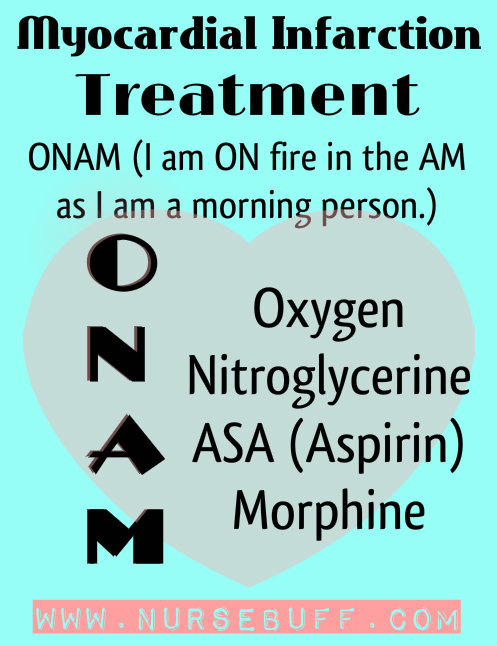 Myocardial Infarction
Treatment
ONAM (I am ON fire in the AM
as I am a morning person.)
O
N
A
M
Oxygen
Nitroglycerine
ASA (Aspirin)
Morphine
WWW.NURSEBUFF.COM